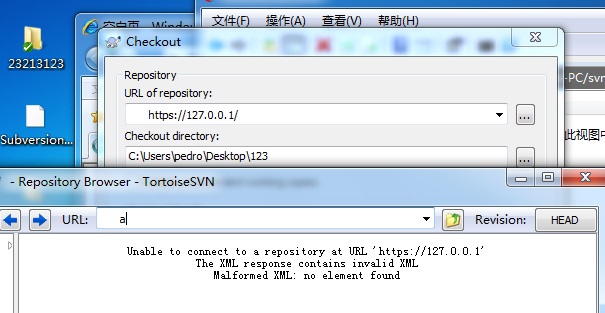 文件(F) 操作(A) 查看(V) 帮助(H)
空白页 - Windows
Checkout
23213123
Repository
URL of repository:
-PC/svn
https://127.0.0.1/
...
Subversion...
此视图中
Checkout directory:
C:\Users\pedro\Desktop\123
...
- Repository Browser - TortoiseSVN
URL: a
Revision: HEAD
Unable to connect to a repository at URL 'https://127.0.0.1'
The XML response contains invalid XML
Malformed XML: no element found